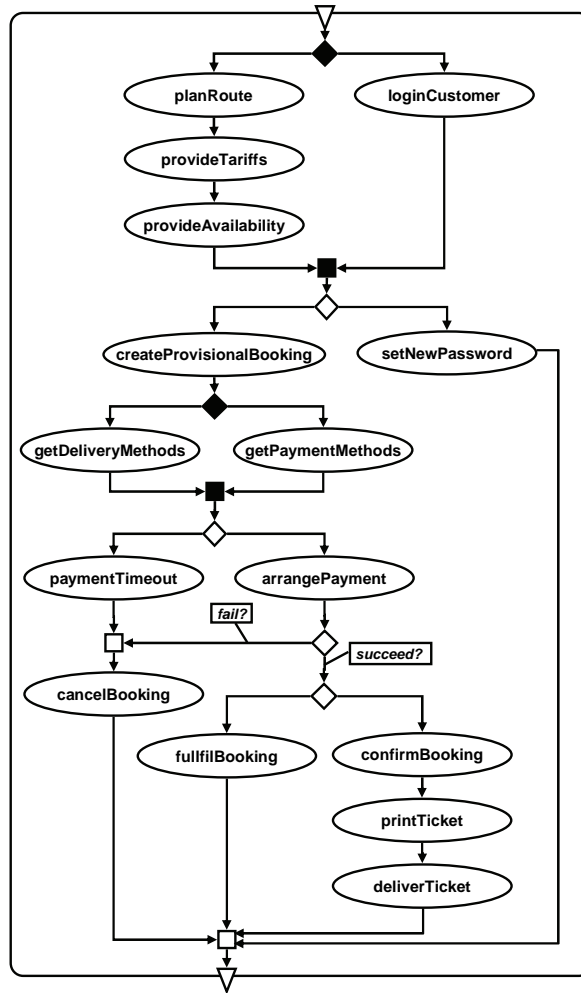 planRoute
loginCustomer
provideTariffs
provideAvailability
createProvisionalBooking
setNewPassword
getDeliveryMethods
getPaymentMethods
paymentTimeout
arrangePayment
fail?
succeed?
cancelBooking
fullfilBooking
confirmBooking
printTicket
deliverTicket